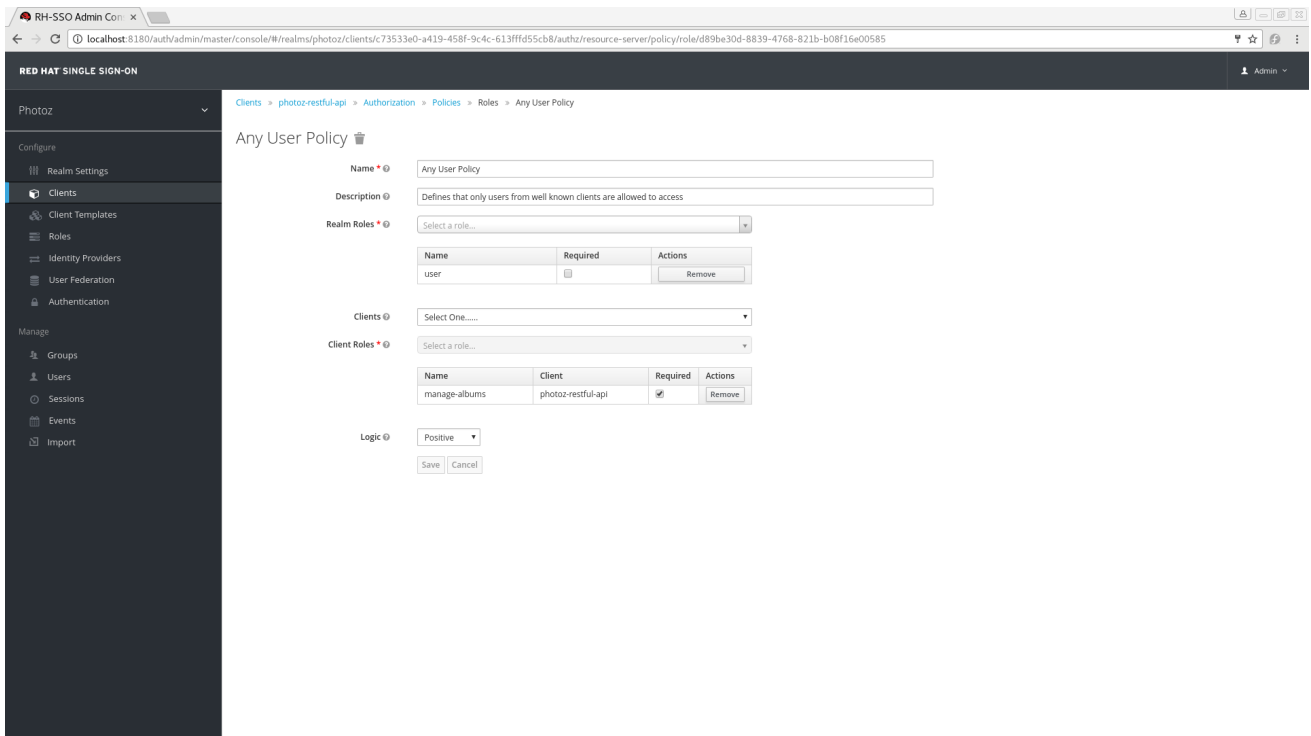 RH-SSO Admin Con
localhost:8180/auth/admin/master/console/#/realms/photoz/clients/c73533e0-a419-458f-9c4c-613fffd55cb8/authz/resource-server/policy/role/d89be30d-8839-4768-821b-b08f16e00585
RED HAT SINGLE SIGN-ON
Admin
Photoz
Clients » photoz-restful-api » Authorization » Policies » Roles » Any User Policy
Any User Policy
Configure
Realm Settings
Clients
Client Templates
Roles
Identity Providers
User Federation
Authentication
Manage
Groups
Users
Sessions
Events
Import
Name * Any User Policy
Description Defines that only users from well known clients are allowed to access
Realm Roles * Select a role...
Name Required Actions
user Remove
Clients Select One......
Client Roles * Select a role...
Name Client Required Actions
manage-albums photoz-restful-api Remove
Logic Positive
Save Cancel